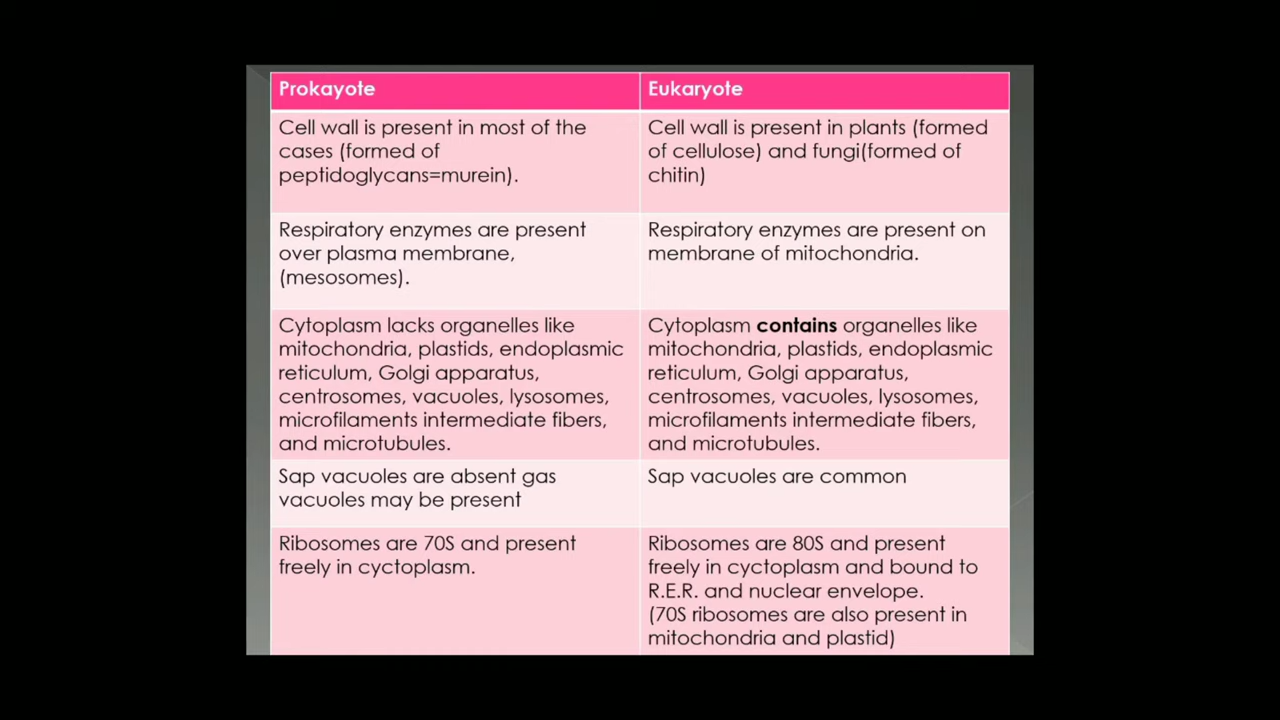 Prokayote
Eukaryote
Cell wall is present in most of the
cases (formed of
peptidoglycans=murein).
Cell wall is present in plants (formed
of cellulose) and fungi(formed of
chitin)
Respiratory enzymes are present
over plasma membrane,
(mesosomes).
Respiratory enzymes are present on
membrane of mitochondria.
Cytoplasm lacks organelles like
mitochondria, plastids, endoplasmic
reticulum, Golgi apparatus,
centrosomes, vacuoles, lysosomes,
microfilaments intermediate fibers,
and microtubules.
Cytoplasm contains organelles like
mitochondria, plastids, endoplasmic
reticulum, Golgi apparatus,
centrosomes, vacuoles, lysosomes,
microfilaments intermediate fibers,
and microtubules.
Sap vacuoles are absent gas
vacuoles may be present
Sap vacuoles are common
Ribosomes are 70S and present
freely in cyctoplasm.
Ribosomes are 80S and present
freely in cyctoplasm and bound to
R.E.R. and nuclear envelope.
(70S ribosomes are also present in
mitochondria and plastid)